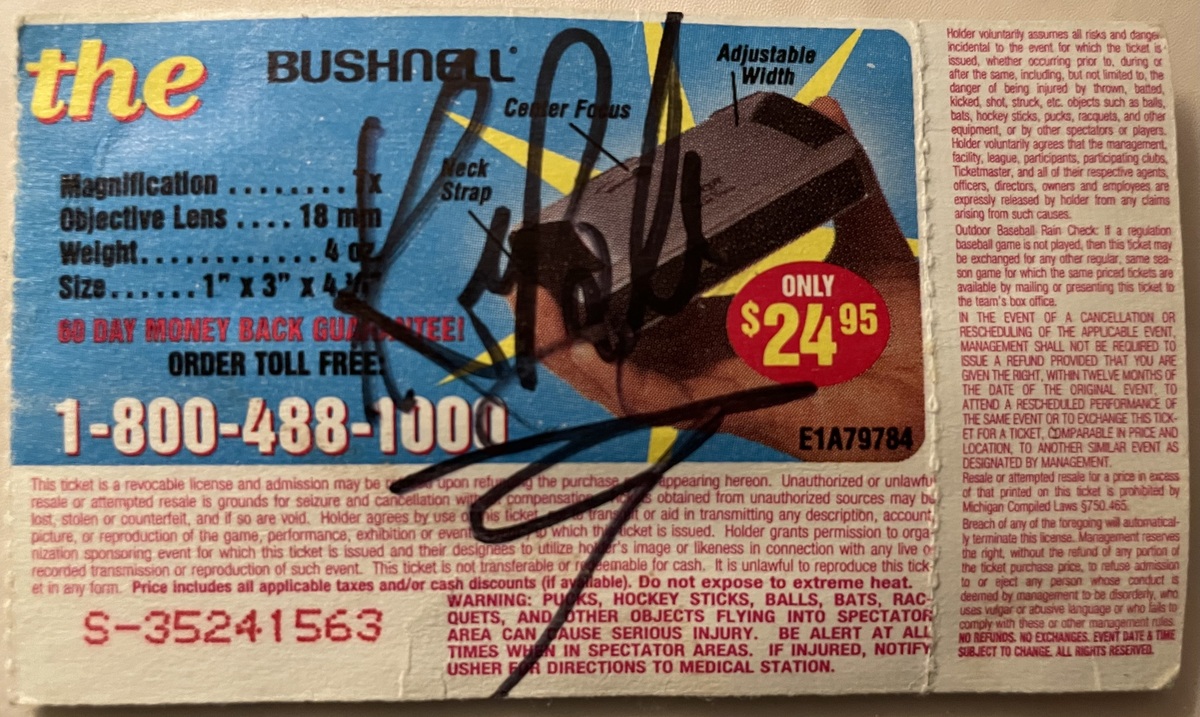 the BUSHNELL
Adjustable
Width
Center Focus
Neck
Strap
Magnification ........ 7x
Objective Lens .... 18 mm
Weight............. 4 oz.
Size...... 1" x 3" x 4
60 DAY MONEY BACK GUARANTEE!
ORDER TOLL FREE:
1-800-488-1000
ONLY
$24.95
E1A79784
This ticket is a revocable license and admission may be upon refunding the purchase appearing hereon. Unauthorized or unlawfu
resale or attempted resale is grounds for seizure and cancellation without compensation. Tickets obtained from unauthorized sources may be
lost, stolen or counterfeit, and if so are void. Holder agrees by use of this ticket, not to transmit or aid in transmitting any description, account,
picture, or reproduction of the game, performance, exhibition or event to which this ticket is issued. Holder grants permission to orga
nization sponsoring event for which this ticket is issued and their designees to utilize holder's image or likeness in connection with any live o
recorded transmission or reproduction of such event. This ticket is not transferable or redeemable for cash. It is unlawful to reproduce this tick-
et in any form. Price includes all applicable taxes and/or cash discounts (if available). Do not expose to extreme heat.
WARNING: PUCKS, HOCKEY STICKS, BALLS, BATS, RAC-
QUETS, AND OTHER OBJECTS FLYING INTO SPECTATOR
AREA CAN CAUSE SERIOUS INJURY. BE ALERT AT ALL
TIMES WHEN IN SPECTATOR AREAS. IF INJURED, NOTIFY
USHER FOR DIRECTIONS TO MEDICAL STATION.
S-35241563
Holder voluntarily assumes all risks and danger
incidental to the event for which the ticket is
issued, whether occurring prior to, during or
after the same, including, but not limited to, the
danger of being injured by thrown, batted,
kicked, shot, struck, etc. objects such as balls,
bats, hockey sticks, pucks, racquets, and other
equipment, or by other spectators or players.
Holder voluntarily agrees that the management,
facility, league, participants, participating clubs,
Ticketmaster, and all of their respective agents,
officers, directors, owners and employees are
expressly released by holder from any claims
arising from such causes.
Outdoor Baseball Rain Check: If a regulation
baseball game is not played, then this ticket may
be exchanged for any other regular, same sea-
son game for which the same priced tickets are
available by mailing or presenting this ticket to
the team's box office.
IN THE EVENT OF A CANCELLATION OR
RESCHEDULING OF THE APPLICABLE EVENT,
MANAGEMENT SHALL NOT BE REQUIRED TO
ISSUE A REFUND PROVIDED THAT YOU ARE
GIVEN THE RIGHT, WITHIN TWELVE MONTHS OF
THE DATE OF THE ORIGINAL EVENT, TO
ATTEND A RESCHEDULED PERFORMANCE OF
THE SAME EVENT OR TO EXCHANGE THIS TICK-
ET FOR A TICKET, COMPARABLE IN PRICE AND
LOCATION, TO ANOTHER SIMILAR EVENT AS
DESIGNATED BY MANAGEMENT.
Resale or attempted resale for a price in excess
of that printed on this ticket is prohibited by
Michigan Compiled Laws §750.465.
Breach of any of the foregoing will automatical-
ly terminate this license. Management reserves
the right, without the refund of any portion of
the ticket purchase price, to refuse admission
to or eject any person whose conduct is
deemed by management to be disorderly, who
uses vulgar or abusive language or who fails to
comply with these or other management rules.
NO REFUNDS. NO EXCHANGES. EVENT DATE & TIME
SUBJECT TO CHANGE. ALL RIGHTS RESERVED.